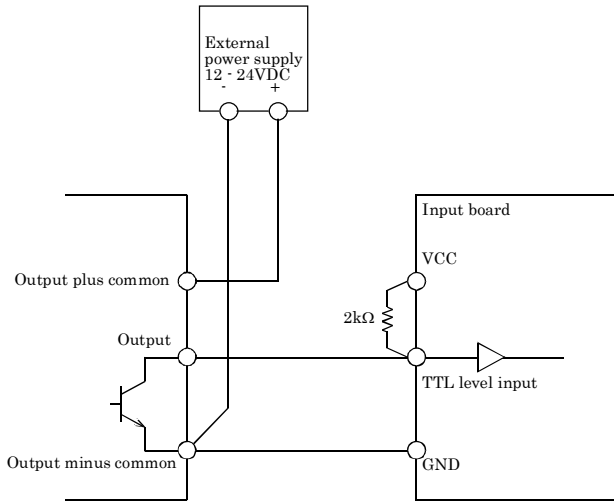 External
power supply
12 - 24VDC
- +
Input board
VCC
Output plus common
2kΩ
Output
TTL level input
Output minus common
GND